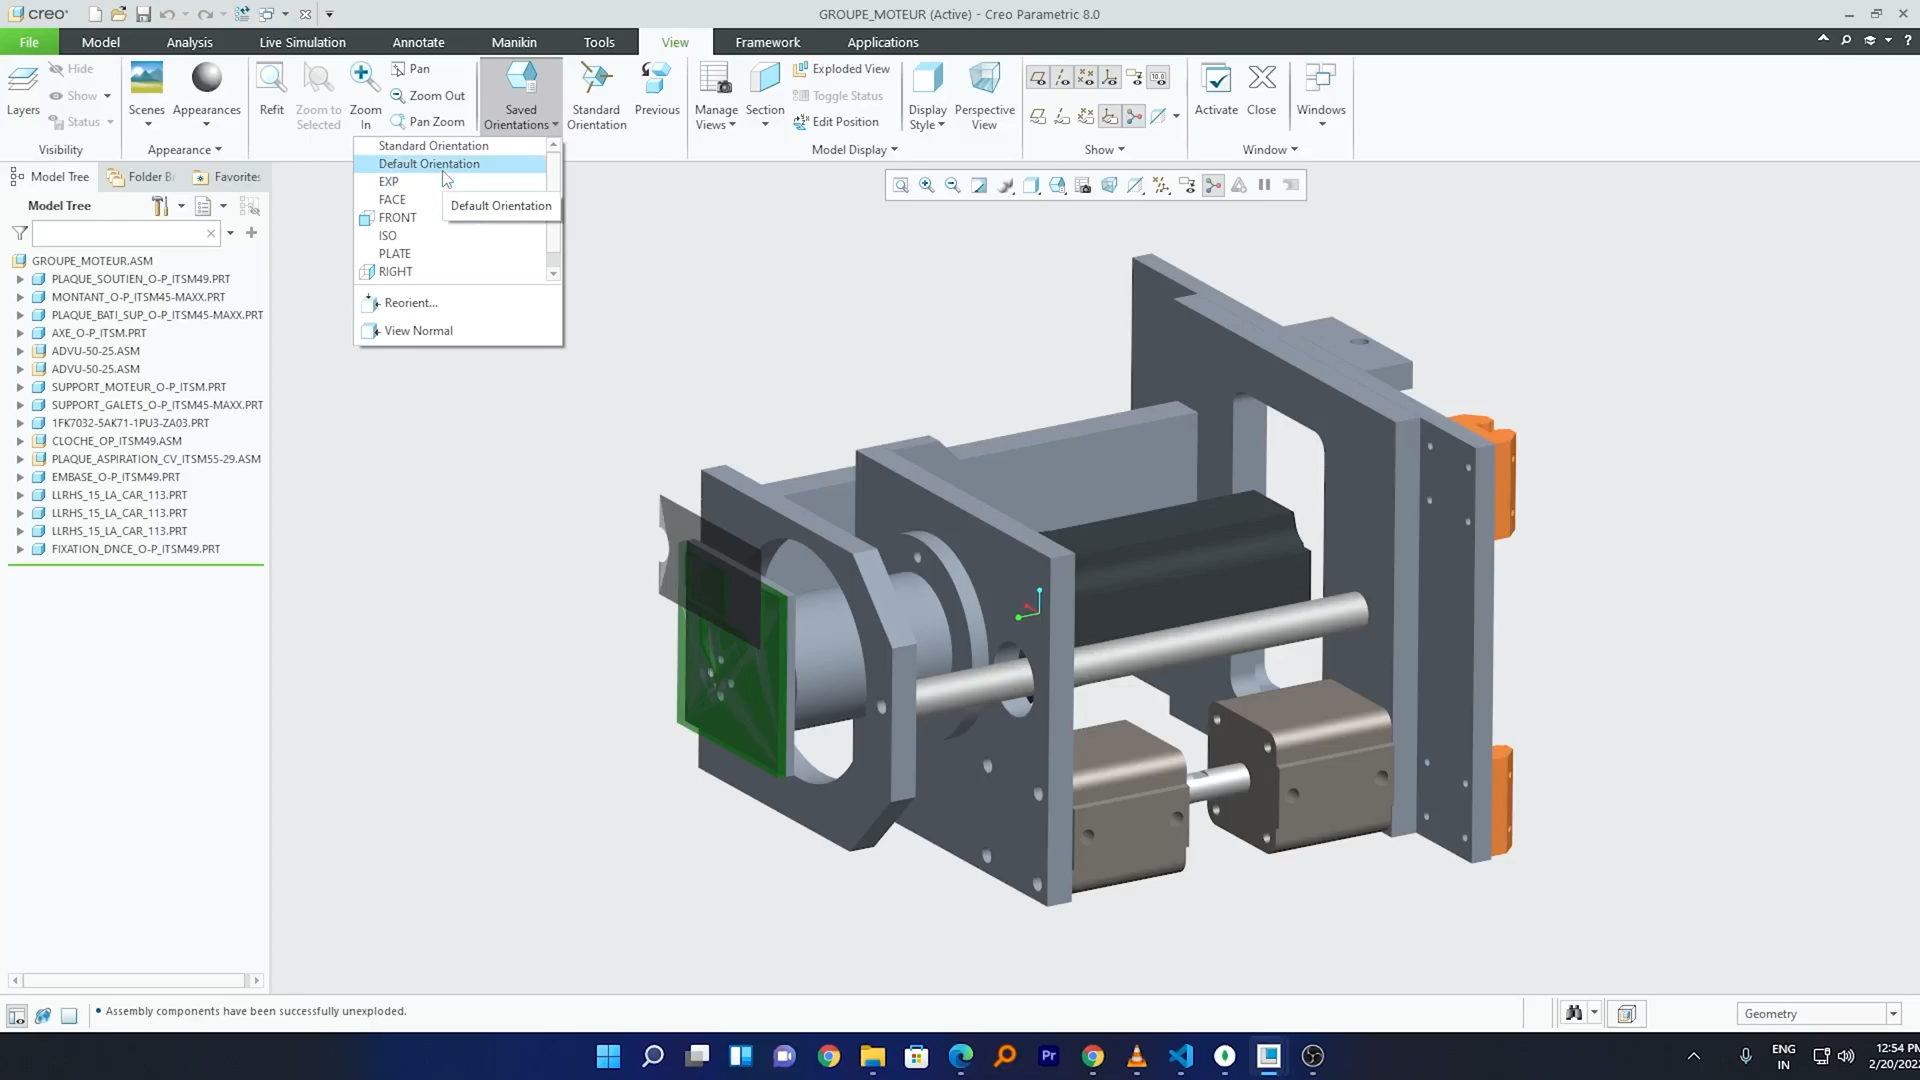 creo
GROUPE_MOTEUR (Active) - Creo Parametric 8.0
File
Model
Analysis
Live Simulation
Annotate
Manikin
Tools
View
Framework
Applications
Layers
Hide
Show
Status
Visibility
Scenes
Appearances
Appearance
Refit
Zoom to
Selected
Zoom
In
Pan
Zoom Out
Pan Zoom
Saved
Orientations
Standard
Orientation
Previous
Manage
Views
Section
Exploded View
Toggle Status
Edit Position
Model Display
Display
Style
Perspective
View
Show
Activate
Close
Windows
Window
Standard Orientation
Default Orientation
EXP
FACE
FRONT
ISO
PLATE
RIGHT
Reorient...
View Normal
Default Orientation
Model Tree
Folder B
Favorites
Model Tree
GROUPE_MOTEUR.ASM
PLAQUE_SOUTIEN_O-P_ITSM49.PRT
MONTANT_O-P_ITSM45-MAXX.PRT
PLAQUE_BATI_SUP_O-P_ITSM45-MAXX.PRT
AXE_O-P_ITSM.PRT
ADVU-50-25.ASM
ADVU-50-25.ASM
SUPPORT_MOTEUR_O-P_ITSM.PRT
SUPPORT_GALETS_O-P_ITSM45-MAXX.PRT
1FK7032-5AK71-1PU3-ZA03.PRT
CLOCHE_OP_ITSM49.ASM
PLAQUE_ASPIRATION_CV_ITSM55-29.ASM
EMBASE_O-P_ITSM49.PRT
LLRHS_15_LA_CAR_113.PRT
LLRHS_15_LA_CAR_113.PRT
LLRHS_15_LA_CAR_113.PRT
FIXATION_DNCE_O-P_ITSM49.PRT
• Assembly components have been successfully unexploded.
Geometry
Pr
ENG
IN
12:54 PM
2/20/202